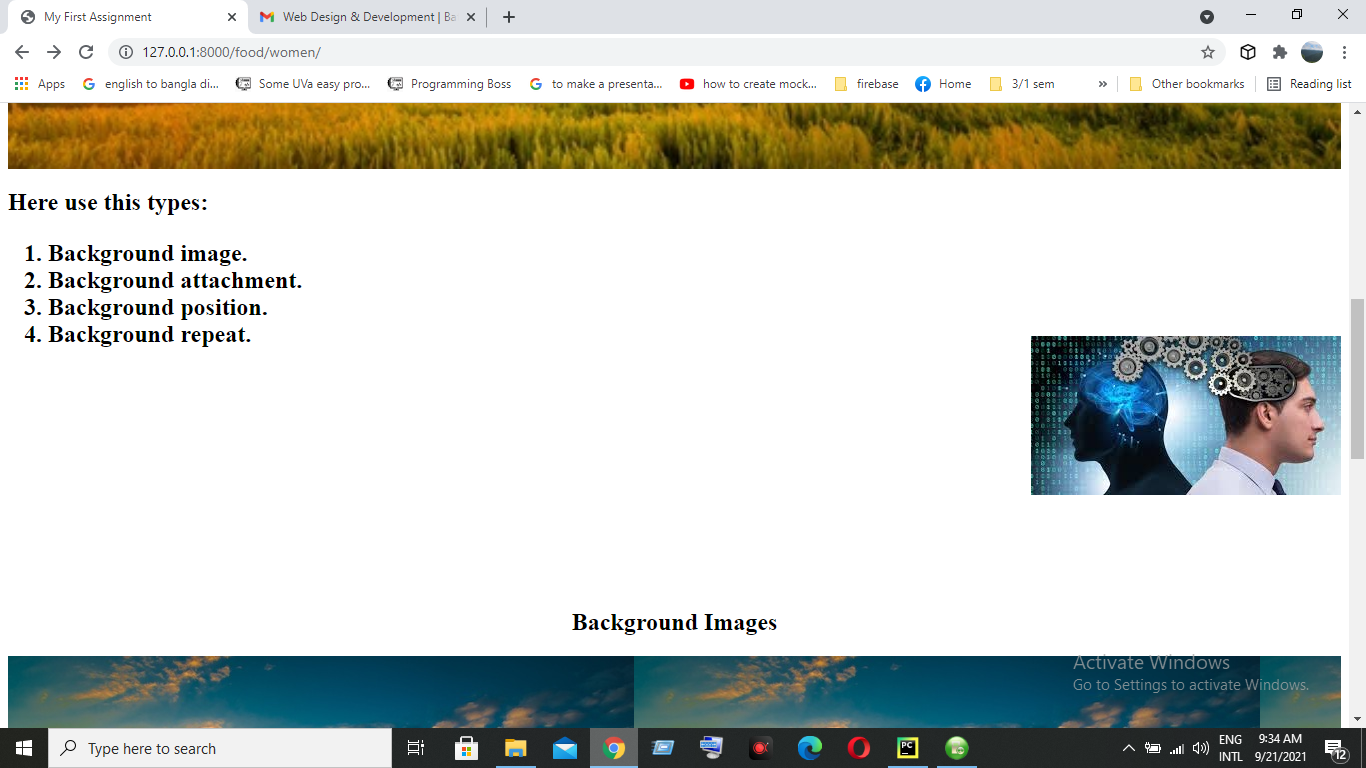 My First Assignment
Web Design & Development | Ba
127.0.0.1:8000/food/women/
Apps
english to bangla di...
Some UVa easy pro...
Programming Boss
to make a presenta...
how to create mock...
firebase
Home
3/1 sem
»
Other bookmarks
Reading list
Here use this types:
1. Background image.
2. Background attachment.
3. Background position.
4. Background repeat.
Background Images
Activate Windows
Go to Settings to activate Windows.
Type here to search
PC
ENG
INTL
9:34 AM
9/21/2021
12